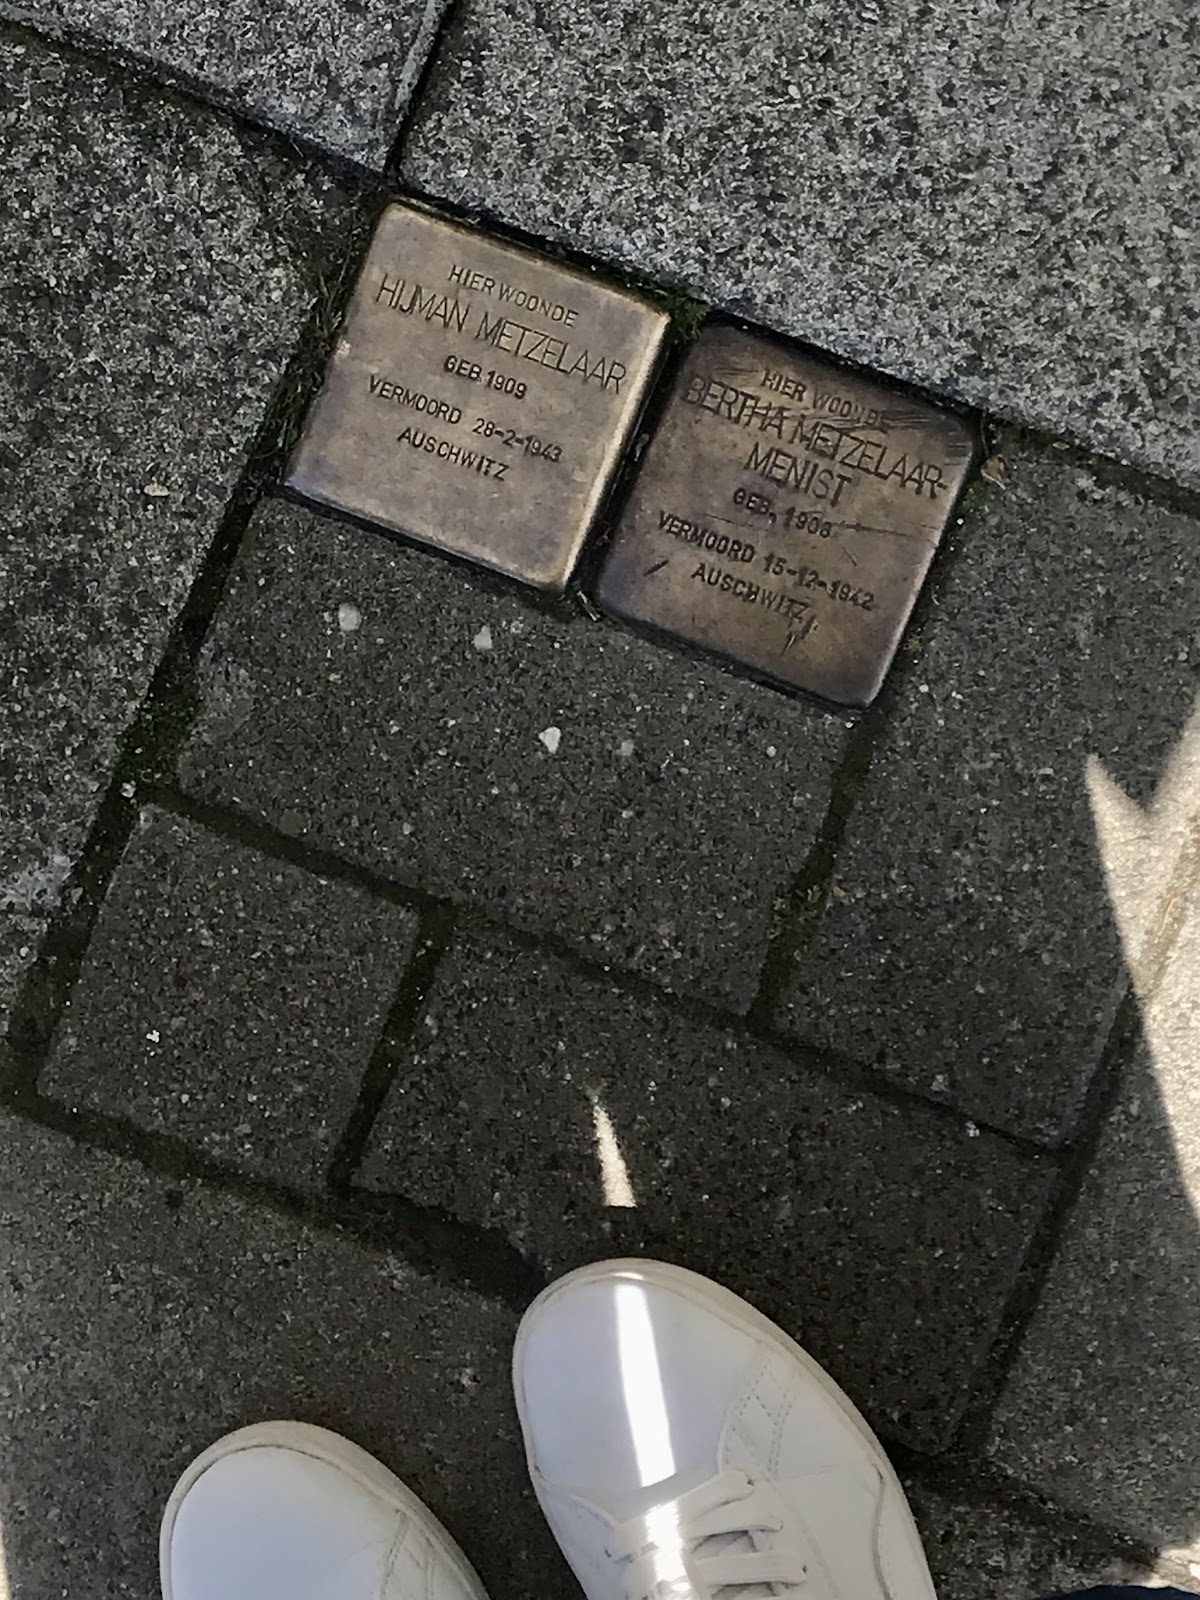 HIER WOONDE
HIJMAN METZELAAR
GEB. 1909
VERMOORD 28-2-1943
AUSCHWITZ
HIER WOONDE
BERTHA METZELAAR-
MENIST
GEB. 1908
VERMOORD 15-12-1942
AUSCHWITZ